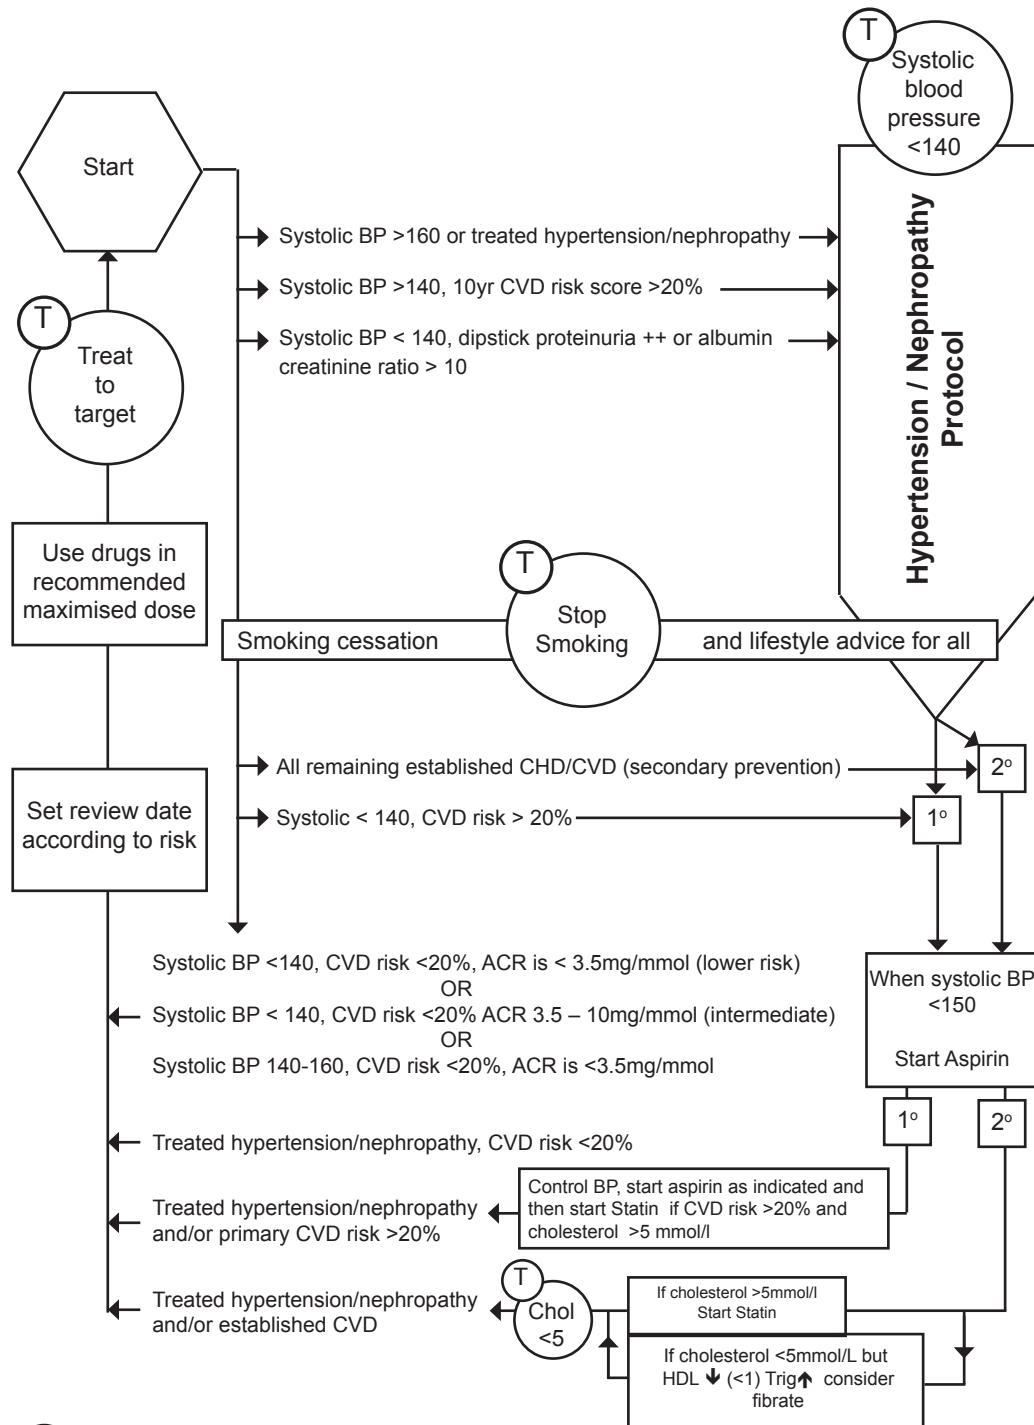 T
Systolic
blood
pressure
<140
Start
Hypertension / Nephropathy
Protocol
Systolic BP >160 or treated hypertension/nephropathy
Systolic BP >140, 10yr CVD risk score >20%
Systolic BP < 140, dipstick proteinuria ++ or albumin
creatinine ratio > 10
T
Treat
to
target
Use drugs in
recommended
maximised dose
T
Stop
Smoking
Smoking cessation
and lifestyle advice for all
All remaining established CHD/CVD (secondary prevention)
2º
Systolic < 140, CVD risk > 20%
1º
Set review date
according to risk
Systolic BP <140, CVD risk <20%, ACR is < 3.5mg/mmol (lower risk)
OR
Systolic BP < 140, CVD risk <20% ACR 3.5 – 10mg/mmol (intermediate)
OR
Systolic BP 140-160, CVD risk <20%, ACR is <3.5mg/mmol
When systolic BP
<150
Start Aspirin
1º
2º
Treated hypertension/nephropathy, CVD risk <20%
Control BP, start aspirin as indicated and
then start Statin if CVD risk >20% and
cholesterol >5 mmol/l
Treated hypertension/nephropathy
and/or primary CVD risk >20%
T
Chol
<5
If cholesterol >5mmol/l
Start Statin
Treated hypertension/nephropathy
and/or established CVD
If cholesterol <5mmol/L but
HDL 🡇 (<1) Trig🡅 consider
fibrate